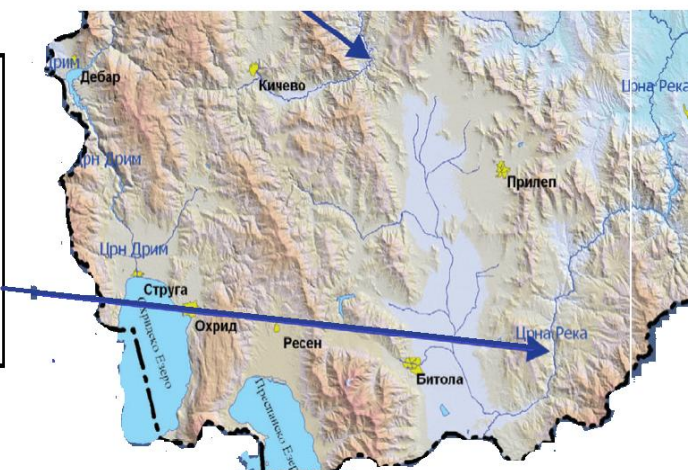 Дрим
Дебар
Кичево
Црна Река
Црн Дрим
Прилеп
Црн Дрим
Струга
Охридско Езеро
Охрид
Ресен
Црна Река
Битола
Преспанско Езер